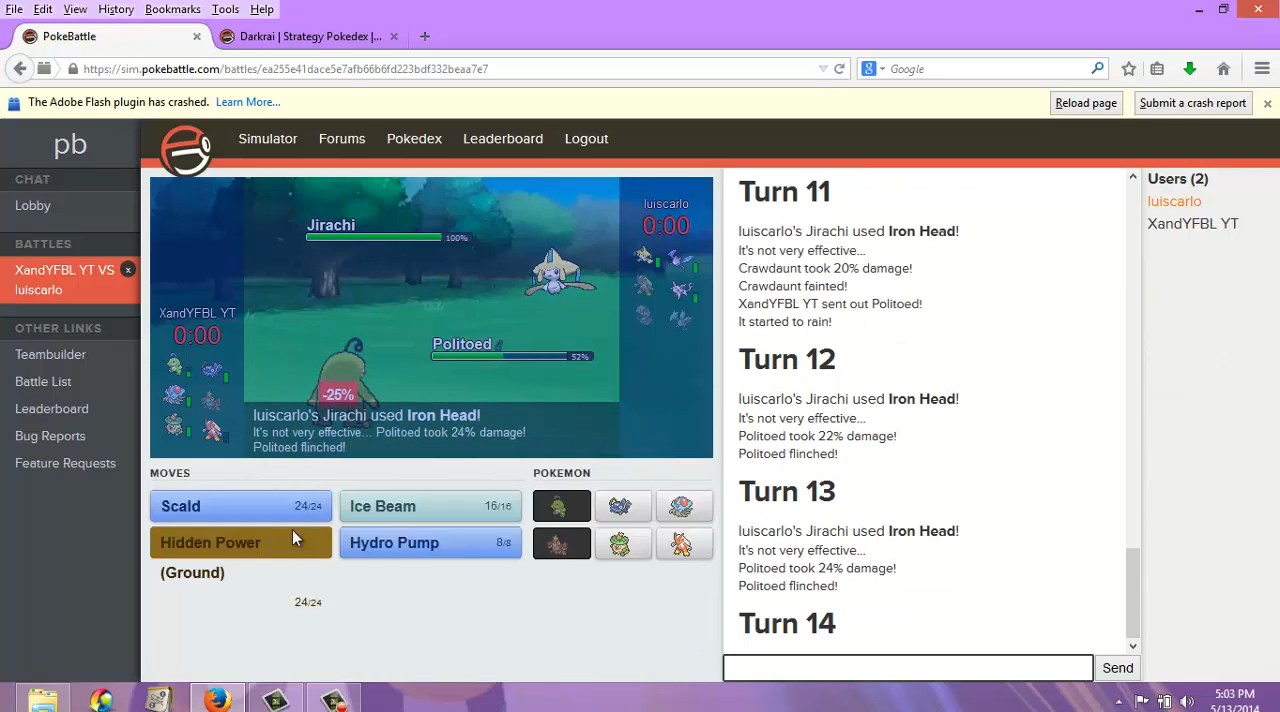 File Edit View History Bookmarks Tools Help
PokeBattle
Darkrai | Strategy Pokedex |...
https://sim.pokebattle.com/battles/ea255e41dace5e7afb66b6fd223bdf332beaa7e7
Google
The Adobe Flash plugin has crashed. Learn More...
Reload page
Submit a crash report
pb
CHAT
Lobby
BATTLES
XandYFBL YT VS
luiscarlo
OTHER LINKS
Teambuilder
Battle List
Leaderboard
Bug Reports
Feature Requests
Simulator Forums Pokedex Leaderboard Logout
luiscarlo
0:00
Jirachi
100%
XandYFBL YT
0:00
Politoed
52%
-25%
luiscarlo's Jirachi used Iron Head!
It's not very effective... Politoed took 24% damage!
Politoed flinched!
MOVES
Scald 24/24
Ice Beam 16/16
Hidden Power
(Ground)
24/24
Hydro Pump 8/8
POKEMON
Turn 11
luiscarlo's Jirachi used Iron Head!
It's not very effective...
Crawdaunt took 20% damage!
Crawdaunt fainted!
XandYFBL YT sent out Politoed!
It started to rain!
Turn 12
luiscarlo's Jirachi used Iron Head!
It's not very effective...
Politoed took 22% damage!
Politoed flinched!
Turn 13
luiscarlo's Jirachi used Iron Head!
It's not very effective...
Politoed took 24% damage!
Politoed flinched!
Turn 14
Send
Users (2)
luiscarlo
XandYFBL YT
5:03 PM
5/13/2014